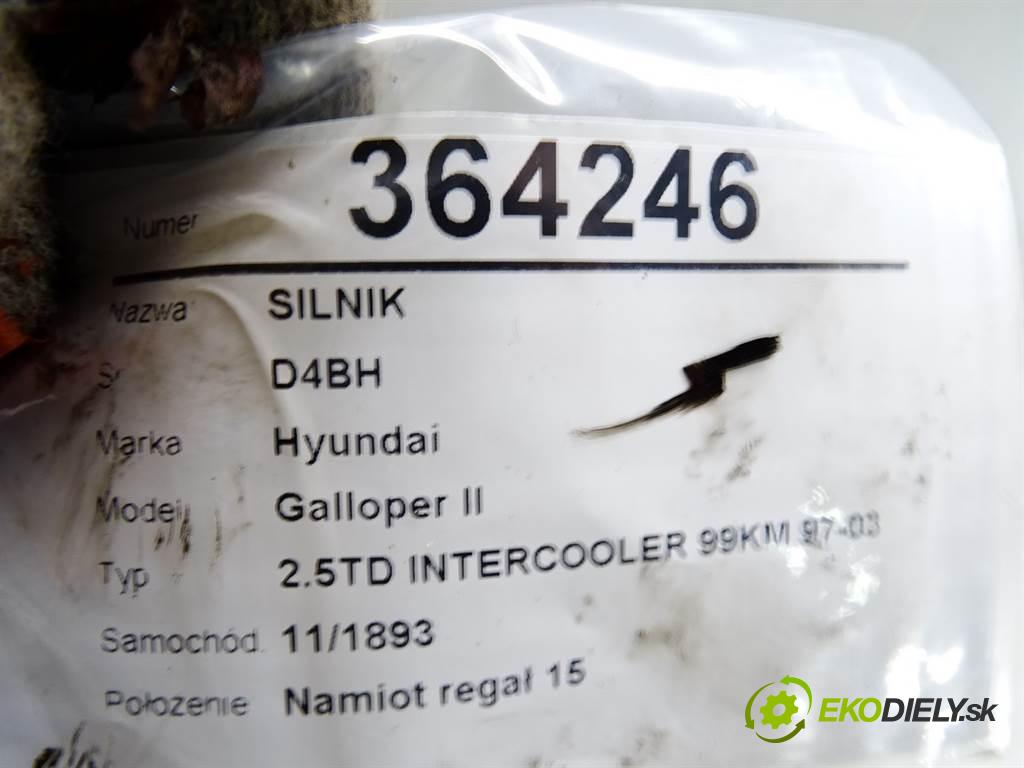 Numer 364246
Nazwa SILNIK
D4BH
Marka Hyundai
Model Galloper II
Typ 2.5TD INTERCOOLER 99KM 97-03
Samochód 11/1893
Położenie Namiot regał 15
EKODIELY.sk